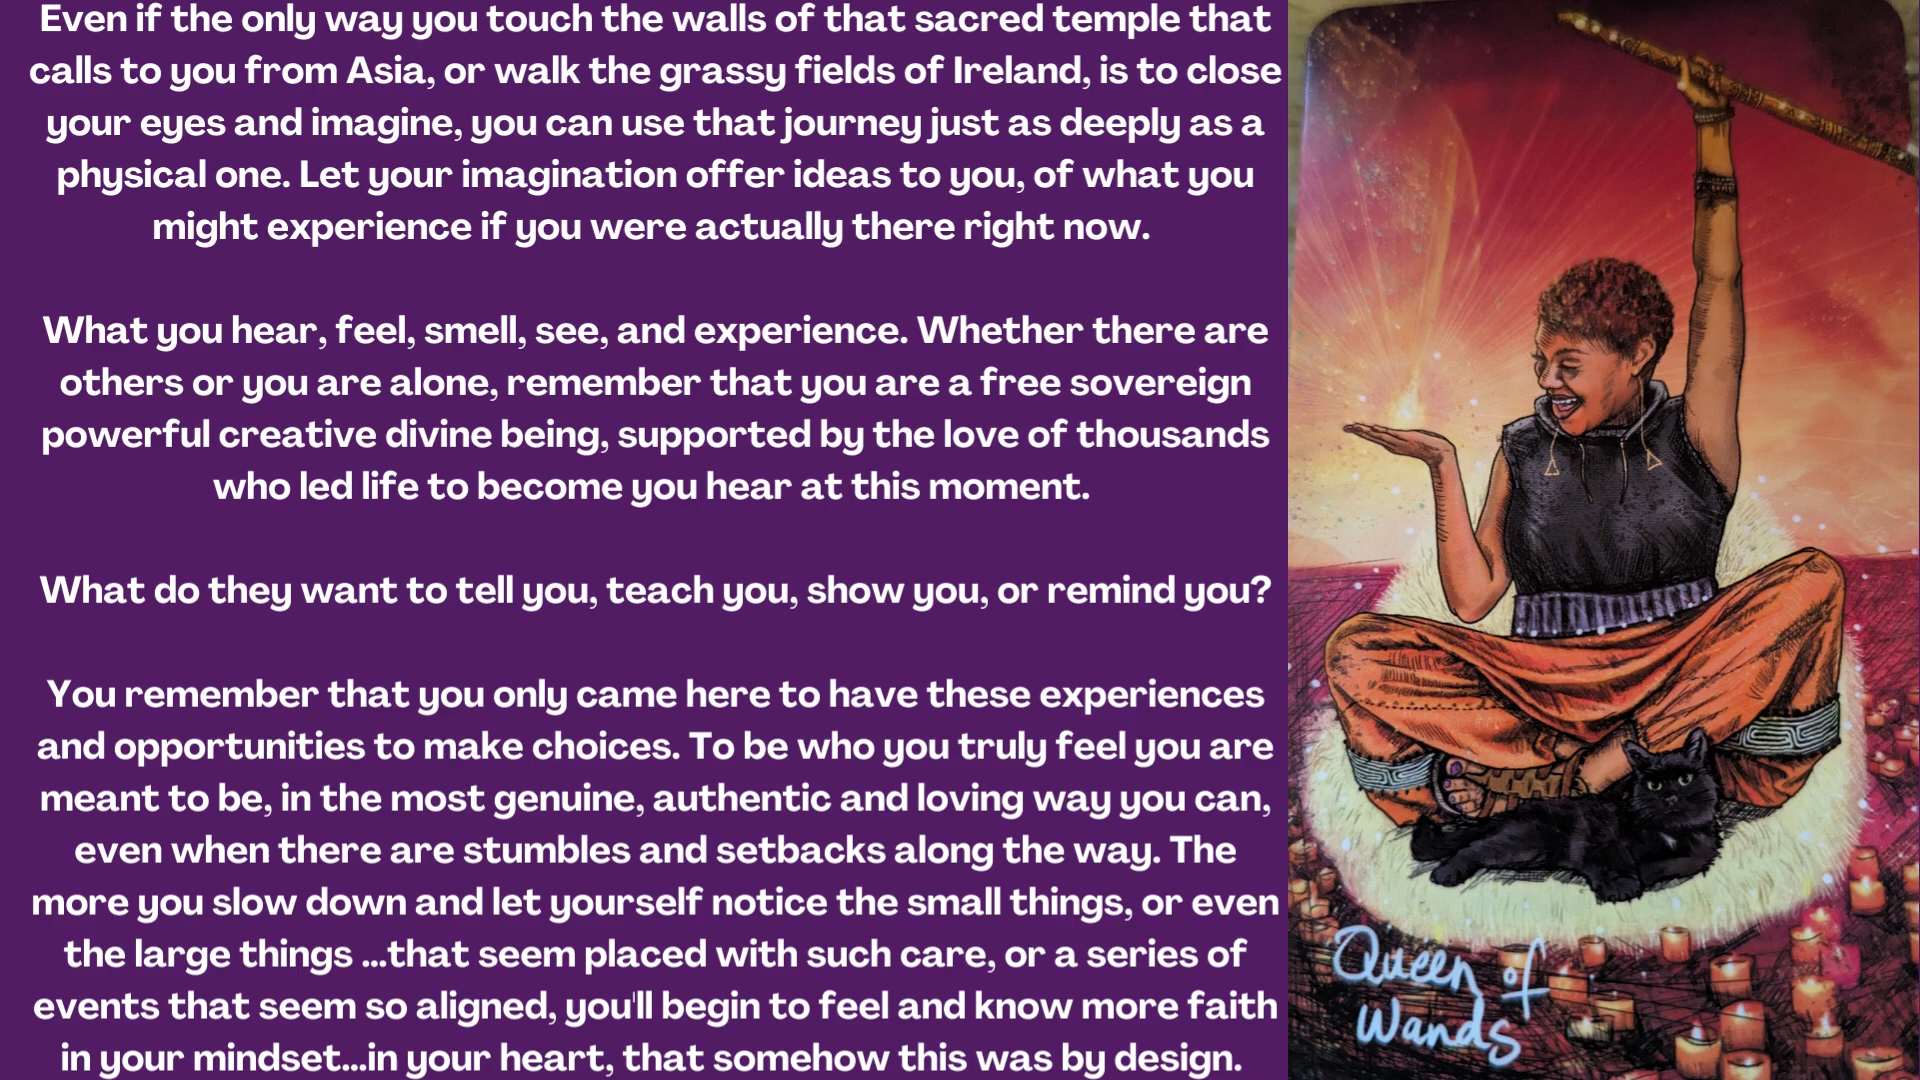 Even if the only way you touch the walls of that sacred temple that
calls to you from Asia, or walk the grassy fields of Ireland, is to close
your eyes and imagine, you can use that journey just as deeply as a
physical one. Let your imagination offer ideas to you, of what you
might experience if you were actually there right now.
What you hear, feel, smell, see, and experience. Whether there are
others or you are alone, remember that you are a free sovereign
powerful creative divine being, supported by the love of thousands
who led life to become you hear at this moment.
What do they want to tell you, teach you, show you, or remind you?
You remember that you only came here to have these experiences
and opportunities to make choices. To be who you truly feel you are
meant to be, in the most genuine, authentic and loving way you can,
even when there are stumbles and setbacks along the way. The
more you slow down and let yourself notice the small things, or even
the large things ...that seem placed with such care, or a series of
events that seem so aligned, you'll begin to feel and know more faith
in your mindset...in your heart, that somehow this was by design.
Queen of
Wands